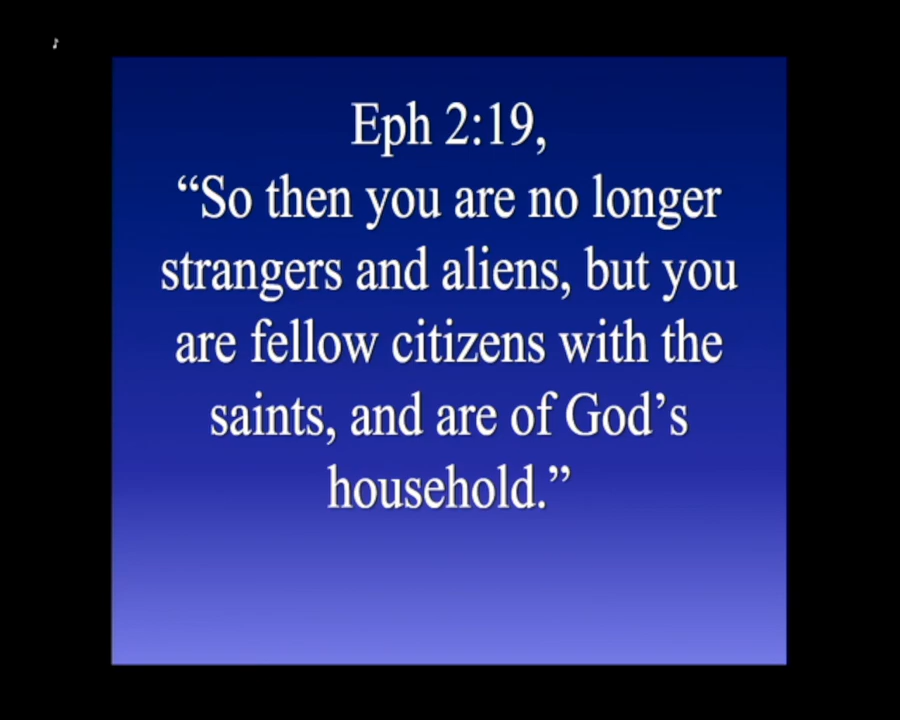 Eph 2:19,
“So then you are no longer
strangers and aliens, but you
are fellow citizens with the
saints, and are of God’s
household.”